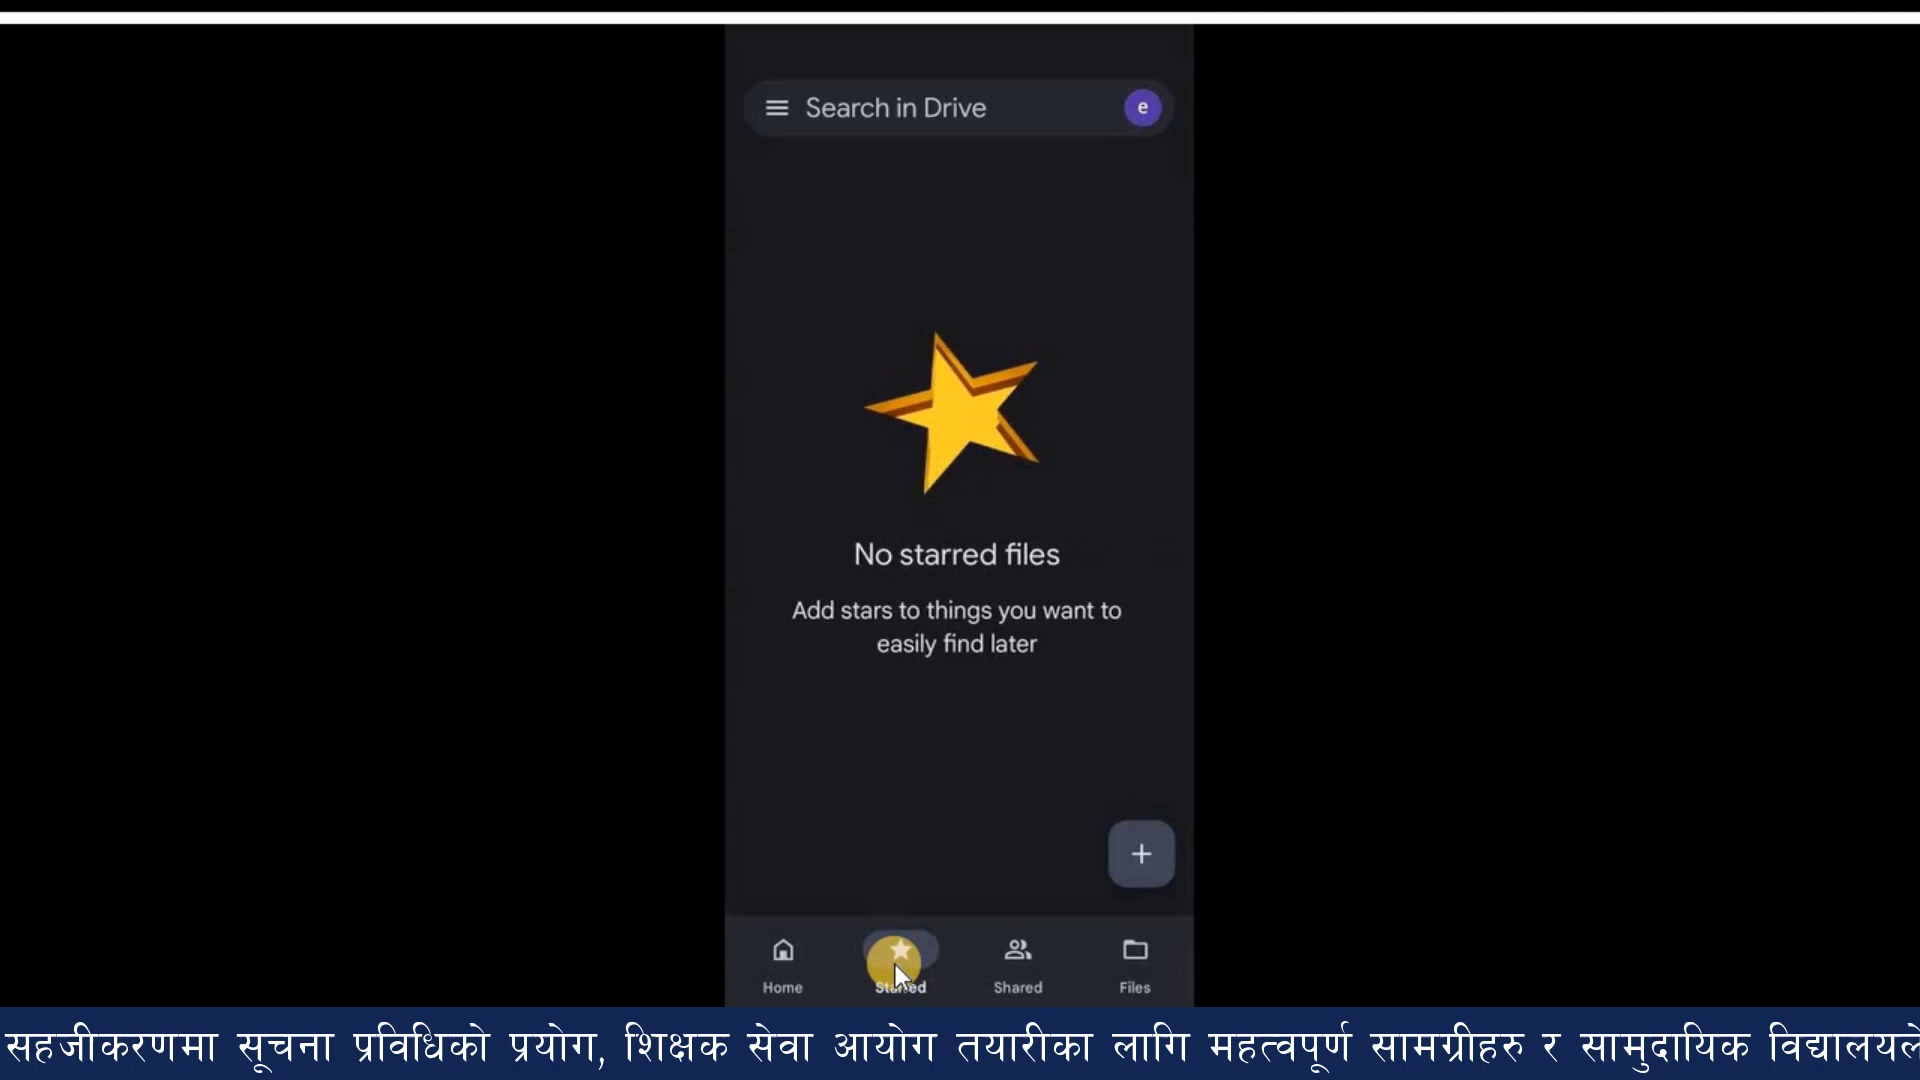 Search in Drive
e
No starred files
Add stars to things you want to
easily find later
Home
Starred
Shared
Files
सहजीकरणमा सूचना प्रविधिको प्रयोग, शिक्षक सेवा आयोग तयारीका लागि महत्वपूर्ण सामग्रीहरु र सामुदायिक विद्यालयले